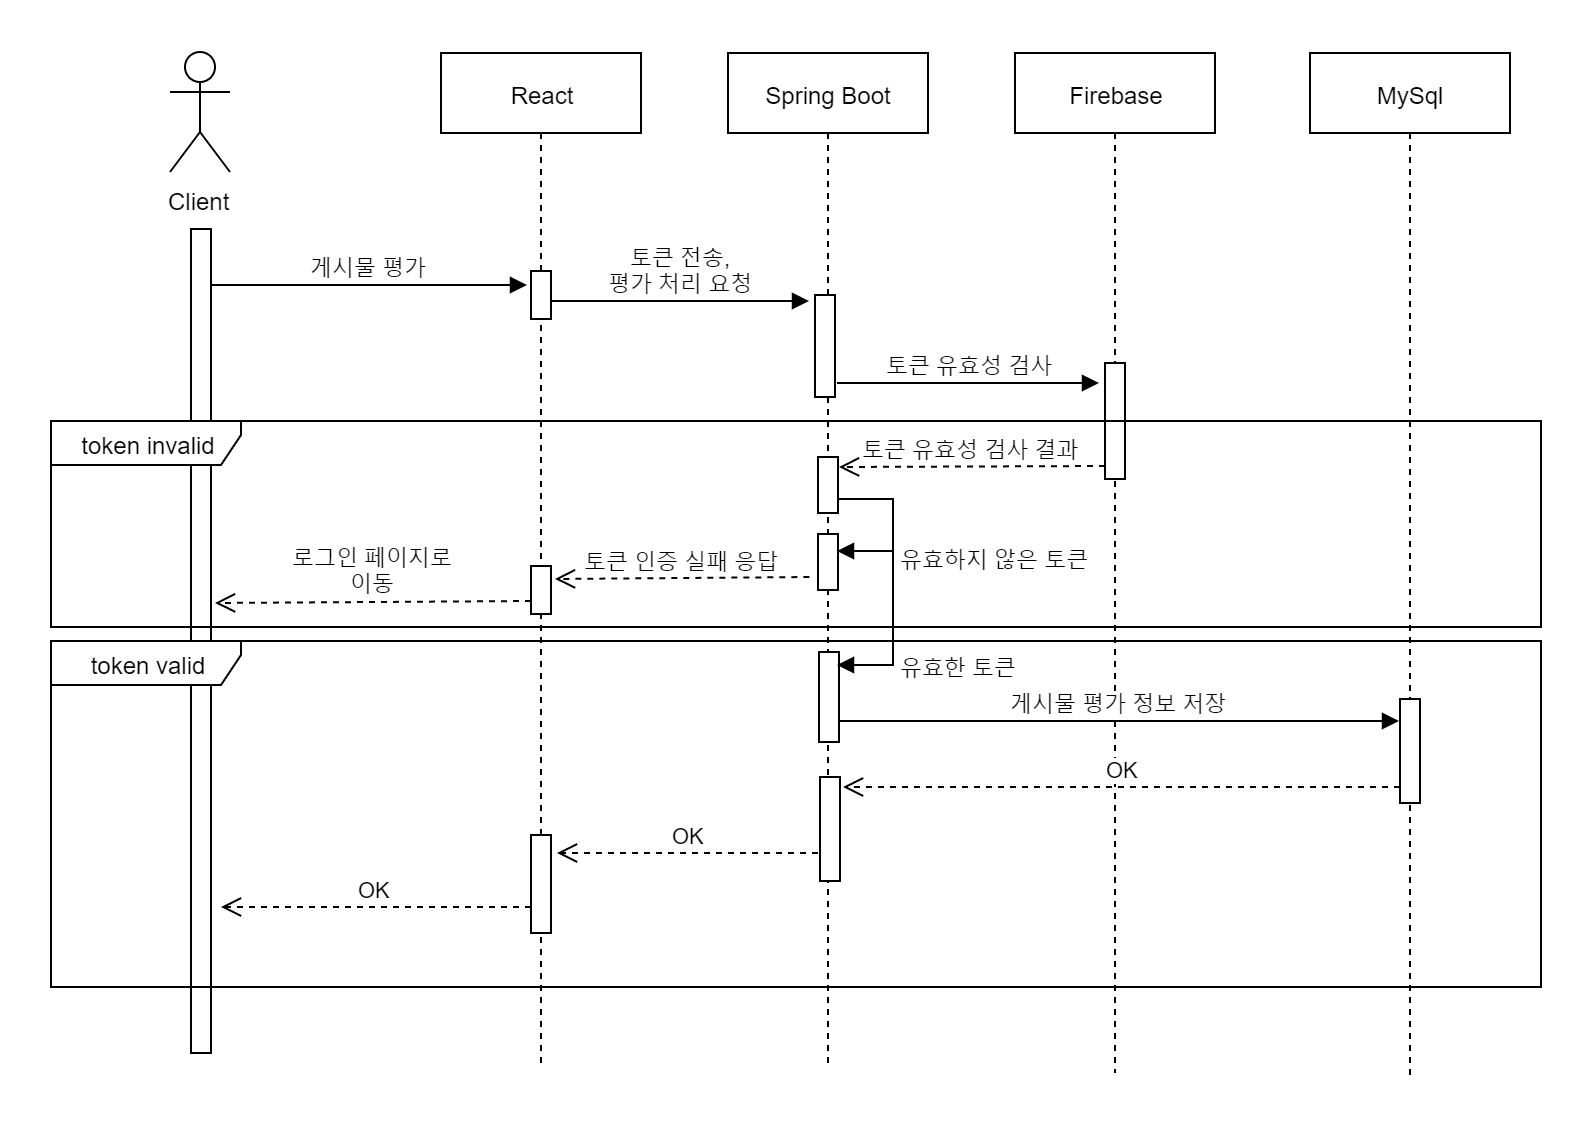 React
Spring Boot
Firebase
MySql
Client
게시물 평가
토큰 전송,
평가 처리 요청
토큰 유효성 검사
token invalid
토큰 유효성 검사 결과
유효하지 않은 토큰
토큰 인증 실패 응답
로그인 페이지로
이동
token valid
유효한 토큰
게시물 평가 정보 저장
OK
OK
OK